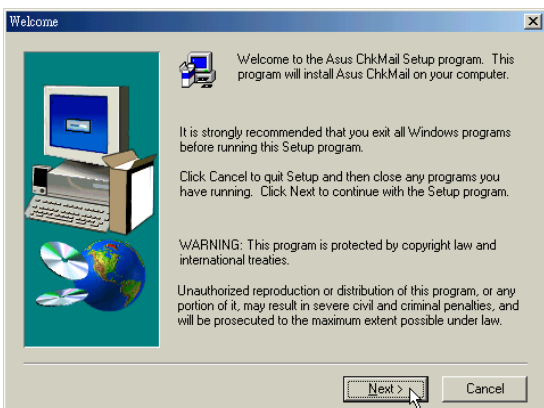 Welcome
Welcome to the Asus ChkMail Setup program. This
program will install Asus ChkMail on your computer.
It is strongly recommended that you exit all Windows programs
before running this Setup program.
Click Cancel to quit Setup and then close any programs you
have running. Click Next to continue with the Setup program.
WARNING: This program is protected by copyright law and
international treaties.
Unauthorized reproduction or distribution of this program, or any
portion of it, may result in severe civil and criminal penalties, and
will be prosecuted to the maximum extent possible under law.
Next >
Cancel